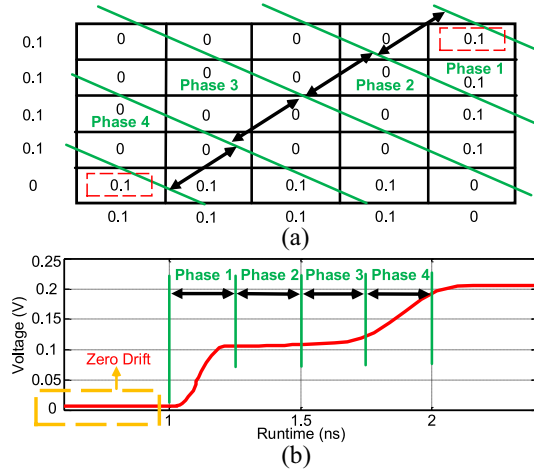 0.1 0 0 0 0 0.1
Phase 1
0.1 0 0 0 0 0.1
Phase 3 Phase 2
0.1 0 0 0 0 0.1
Phase 4
0.1 0 0 0 0 0.1
0 0.1 0.1 0.1 0.1 0
0.1 0.1 0.1 0.1 0
(a)
0.25
Phase 1 Phase 2 Phase 3 Phase 4
0.2
0.15
0.1
Zero Drift
0.05
0
Voltage (V)
1 1.5 2
Runtime (ns)
(b)